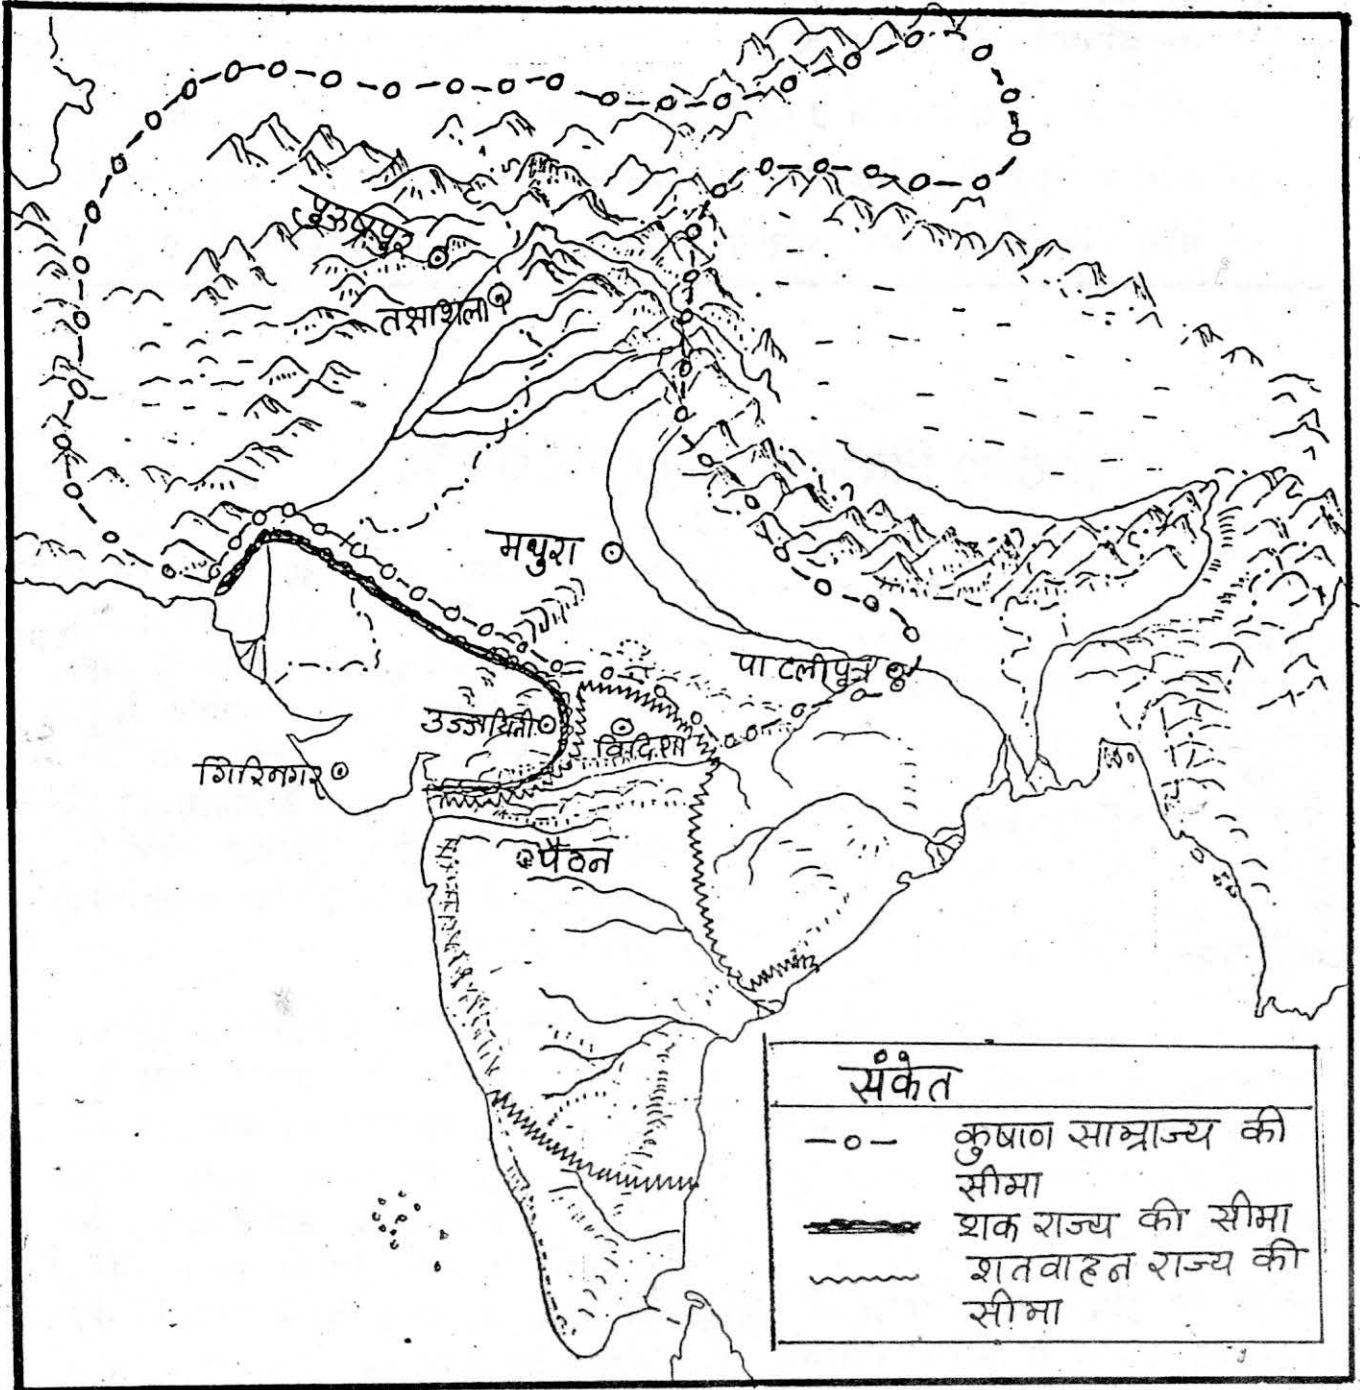 पुरूषपुर
तक्षशिला
मथुरा
पाटलीपुत्र
उज्जयिनी
विदिशा
गिरिनगर
पैठन
संकेत
कुषाण साम्राज्य की
सीमा
शक राज्य की सीमा
शतवाहन राज्य की
सीमा